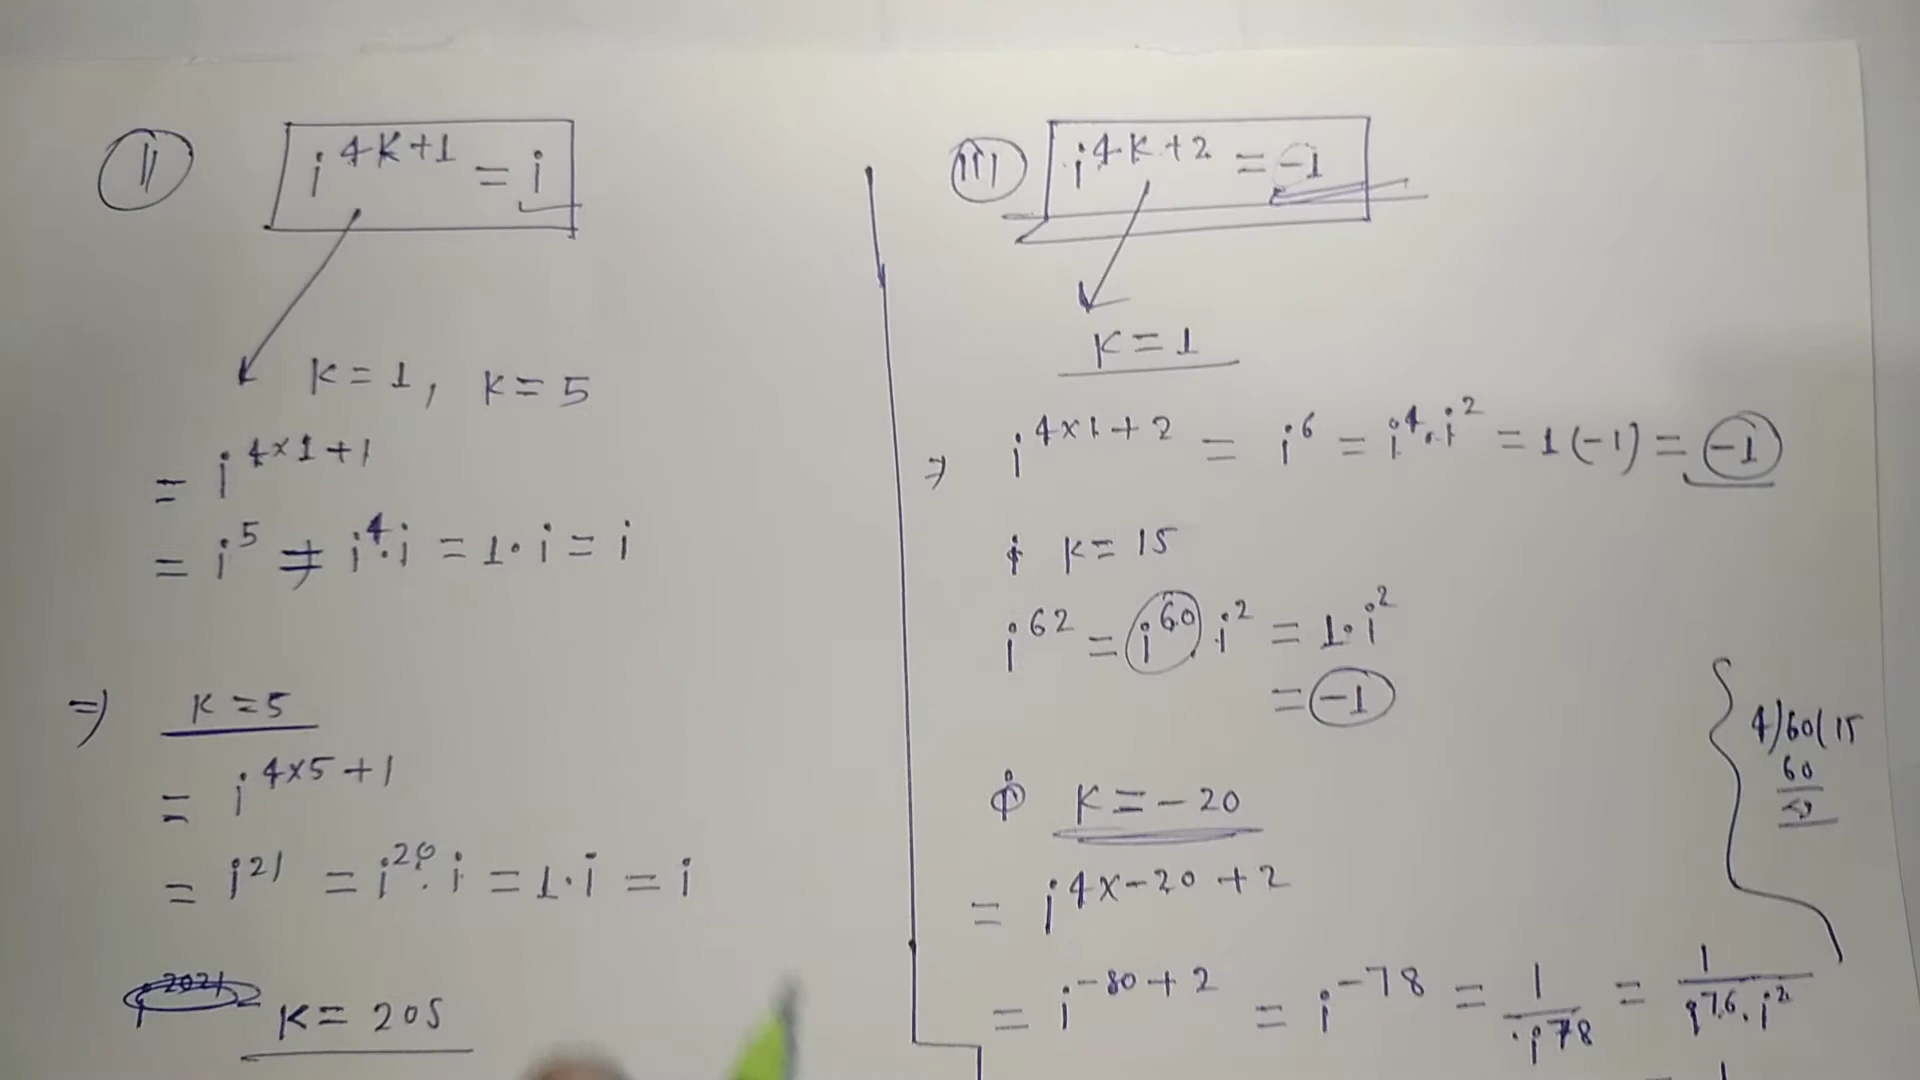 II i^{4K+1} = i
K = 1, K = 5
= i^{4×1+1}
= i^5 = i^4·i = 1·i = i
⇒ K = 5
= i^{4×5+1}
= i^{21} = i^{20}·i = 1·i = i
K = 205
III i^{4K+2} = -1
K = 1
⇒ i^{4×1+2} = i^6 = i^4·i^2 = 1(-1) = -1
K = 15
i^{62} = i^{60}·i^2 = 1·i^2
= -1
K = -20
= i^{4×-20+2}
= i^{-80+2} = i^{-78} = 1/i^{78} = 1/i^{76}·i^2
4)60(15
60